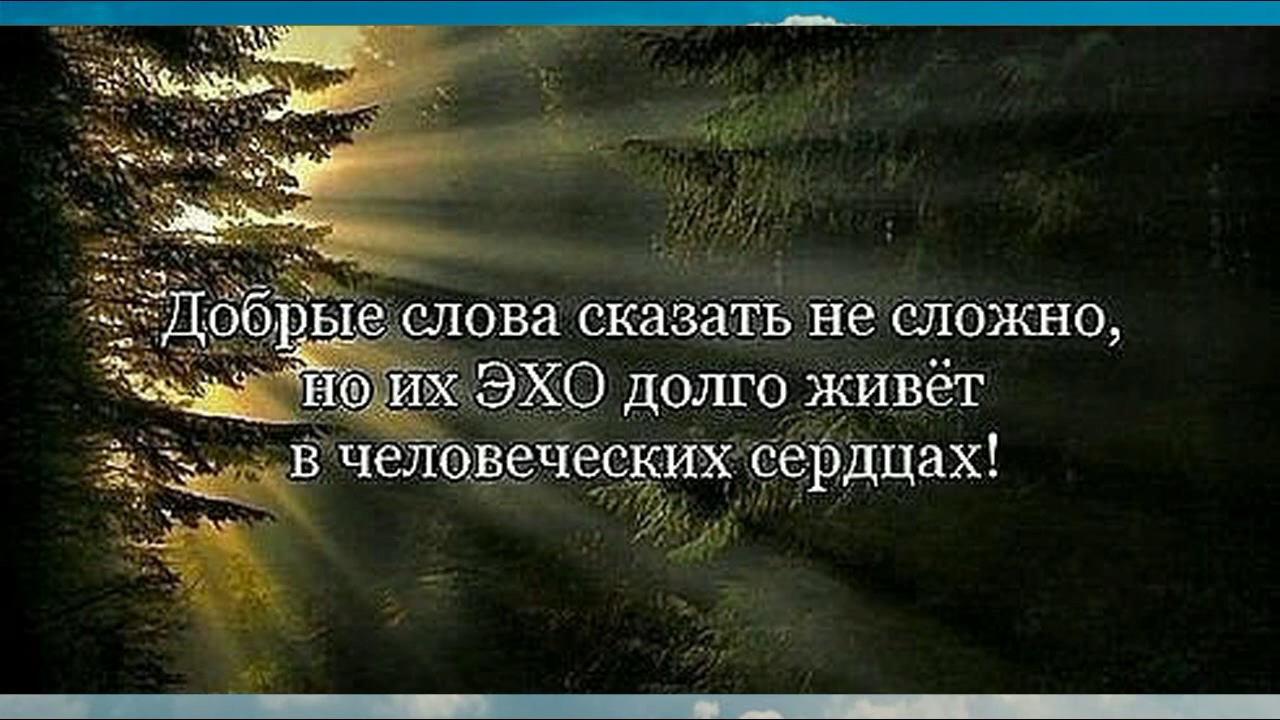 Добрые слова сказать не сложно,
но их ЭХО долго живёт
в человеческих сердцах!